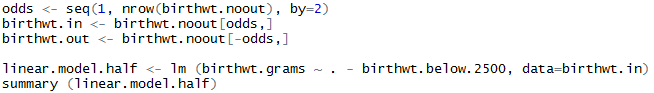 odds <- seq(1, nrow(birthwt.noout), by=2)
birthwt.in <- birthwt.noout[odds,]
birthwt.out <- birthwt.noout[-odds,]
linear.model.half <- lm (birthwt.grams ~ . - birthwt.below.2500, data=birthwt.in)
summary (linear.model.half)